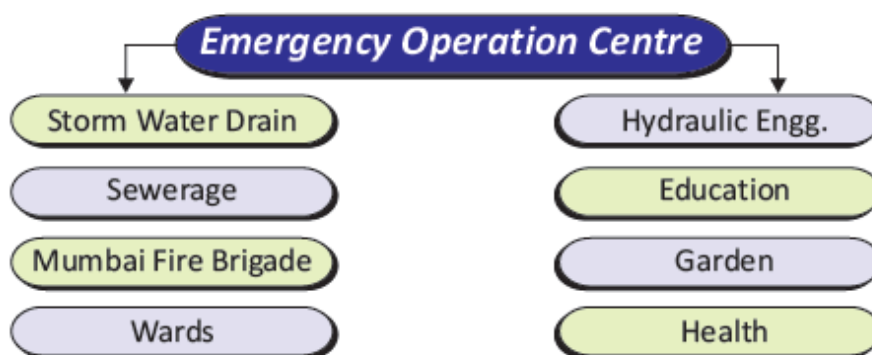 Emergency Operation Centre
Storm Water Drain
Hydraulic Engg.
Sewerage
Education
Mumbai Fire Brigade
Garden
Wards
Health